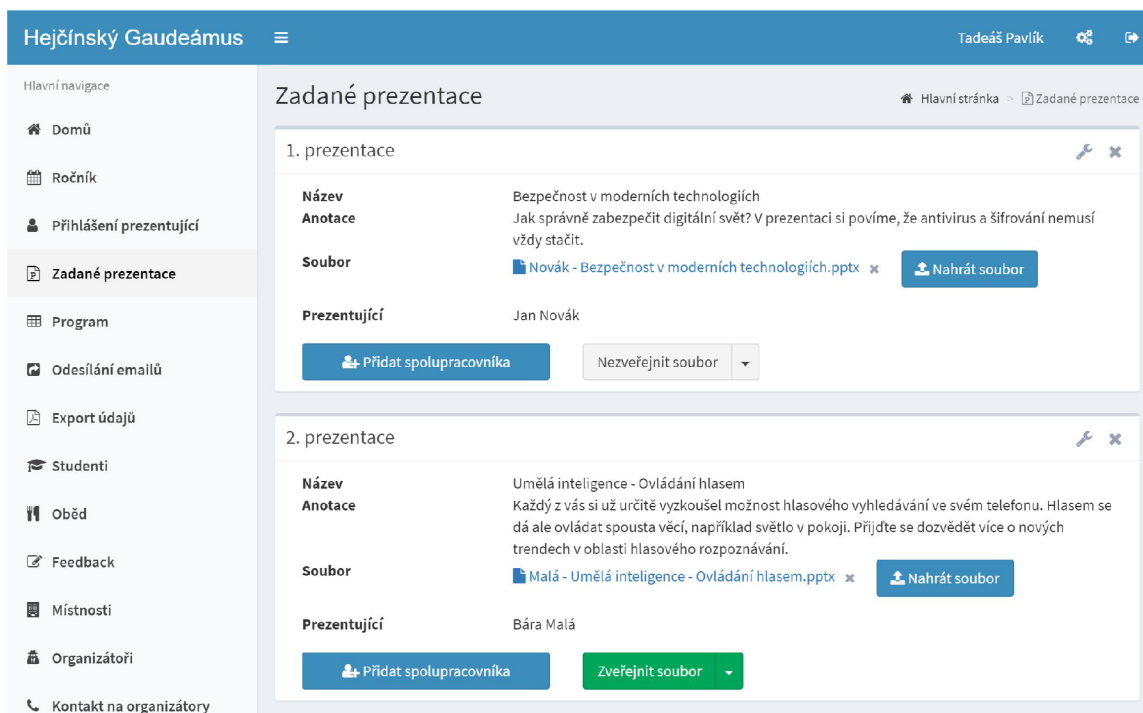 Hejčínský Gaudeámus
Tadeáš Pavlík
Hlavní navigace
Domů
Ročník
Přihlášení prezentující
Zadané prezentace
Program
Odesílání emailů
Export údajů
Studenti
Oběd
Feedback
Místnosti
Organizátoři
Kontakt na organizátory
Zadané prezentace
Hlavní stránka > Zadané prezentace
1. prezentace
Název Bezpečnost v moderních technologiích
Anotace Jak správně zabezpečit digitální svět? V prezentaci si povíme, že antivirus a šifrování nemusí
vždy stačit.
Soubor Novák - Bezpečnost v moderních technologiích.pptx Nahrát soubor
Prezentující Jan Novák
Přidat spolupracovníka Nezveřejnit soubor
2. prezentace
Název Umělá inteligence - Ovládání hlasem
Anotace Každý z vás si už určitě vyzkoušel možnost hlasového vyhledávání ve svém telefonu. Hlasem se
dá ale ovládat spousta věcí, například světlo v pokoji. Přijďte se dozvědět více o nových
trendech v oblasti hlasového rozpoznávání.
Soubor Malá - Umělá inteligence - Ovládání hlasem.pptx Nahrát soubor
Prezentující Bára Malá
Přidat spolupracovníka Zveřejnit soubor